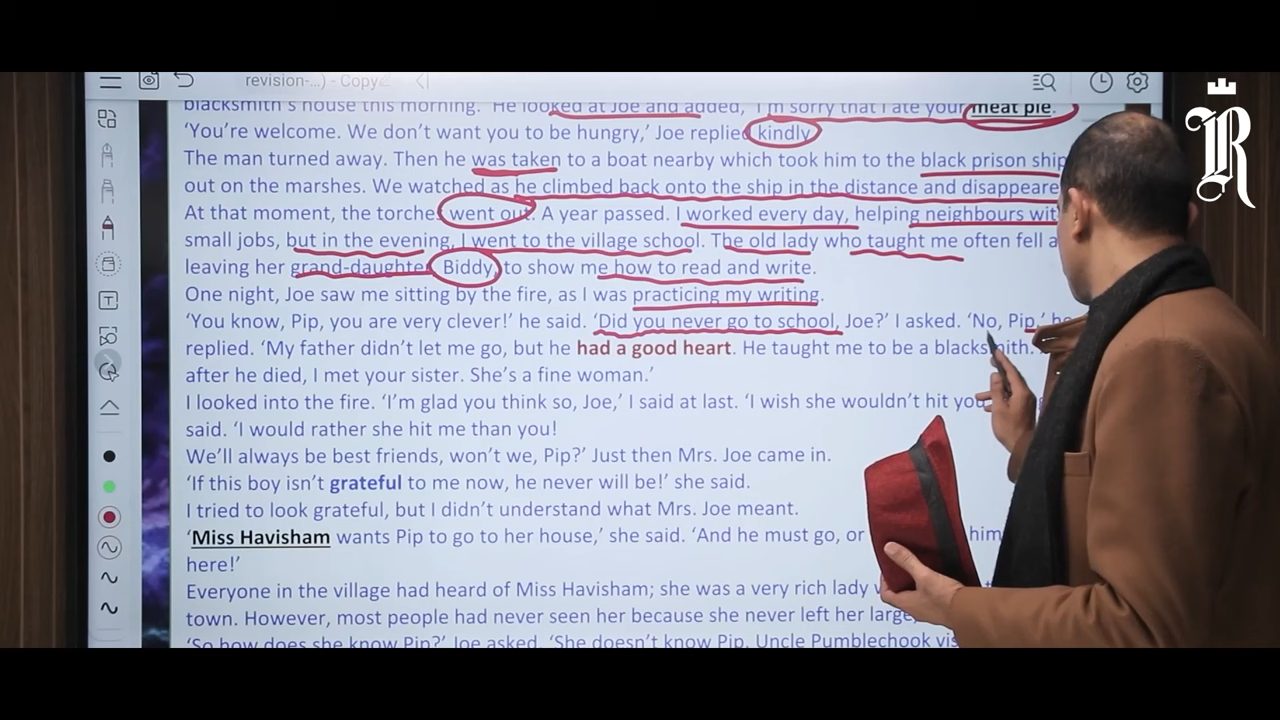 revision-...) - Copy
blacksmith's house this morning. 'He looked at Joe and added, 'I'm sorry that I ate your meat pie.'
'You're welcome. We don't want you to be hungry,' Joe replied kindly
The man turned away. Then he was taken to a boat nearby which took him to the black prison ship
out on the marshes. We watched as he climbed back onto the ship in the distance and disappeare
At that moment, the torches went out. A year passed. I worked every day, helping neighbours wit
small jobs, but in the evening, I went to the village school. The old lady who taught me often fell a
leaving her grand-daughter Biddy, to show me how to read and write.
One night, Joe saw me sitting by the fire, as I was practicing my writing.
'You know, Pip, you are very clever!' he said. 'Did you never go to school, Joe?' I asked. 'No, Pip,' he
replied. 'My father didn't let me go, but he had a good heart. He taught me to be a blacksmith.
after he died, I met your sister. She's a fine woman.'
I looked into the fire. 'I'm glad you think so, Joe,' I said at last. 'I wish she wouldn't hit you
said. 'I would rather she hit me than you!
We'll always be best friends, won't we, Pip?' Just then Mrs. Joe came in.
'If this boy isn't grateful to me now, he never will be!' she said.
I tried to look grateful, but I didn't understand what Mrs. Joe meant.
'Miss Havisham wants Pip to go to her house,' she said. 'And he must go, or him
here!'
Everyone in the village had heard of Miss Havisham; she was a very rich lady
town. However, most people had never seen her because she never left her large,
'So how does she know Pip?' Joe asked. 'She doesn't know Pip. Uncle Pumblechook vis
R